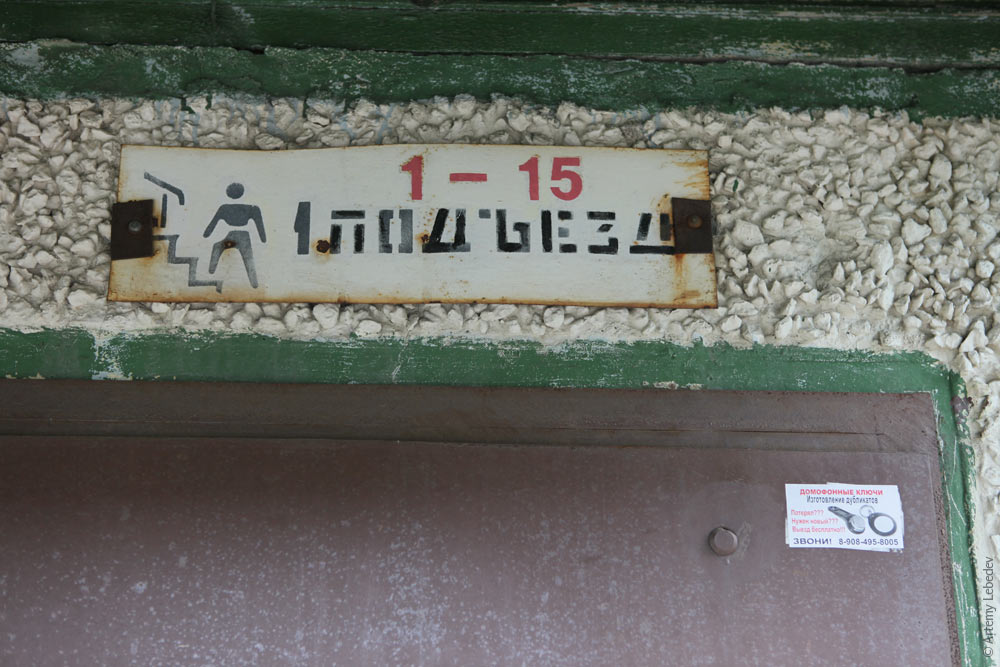 1 - 15
1 ПОДЪЕЗД
ДОМОФОННЫЕ КЛЮЧИ
Изготовление дубликатов
Потерял???
Нужен новый???
Выезд бесплатно!!!
ЗВОНИ! 8-908-495-8005
© Artemy Lebedev